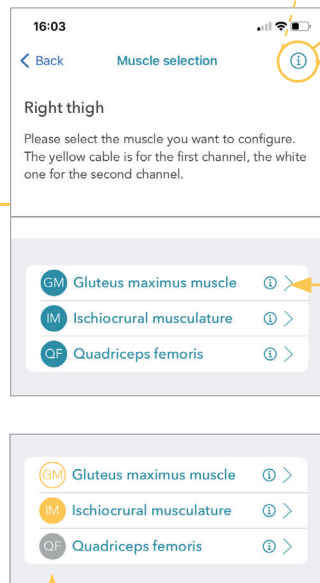 16:03
Back Muscle selection
Right thigh
Please select the muscle you want to configure.
The yellow cable is for the first channel, the white
one for the second channel.
GM Gluteus maximus muscle
IM Ischiocrural musculature
QF Quadriceps femoris
GM Gluteus maximus muscle
IM Ischiocrural musculature
QF Quadriceps femoris